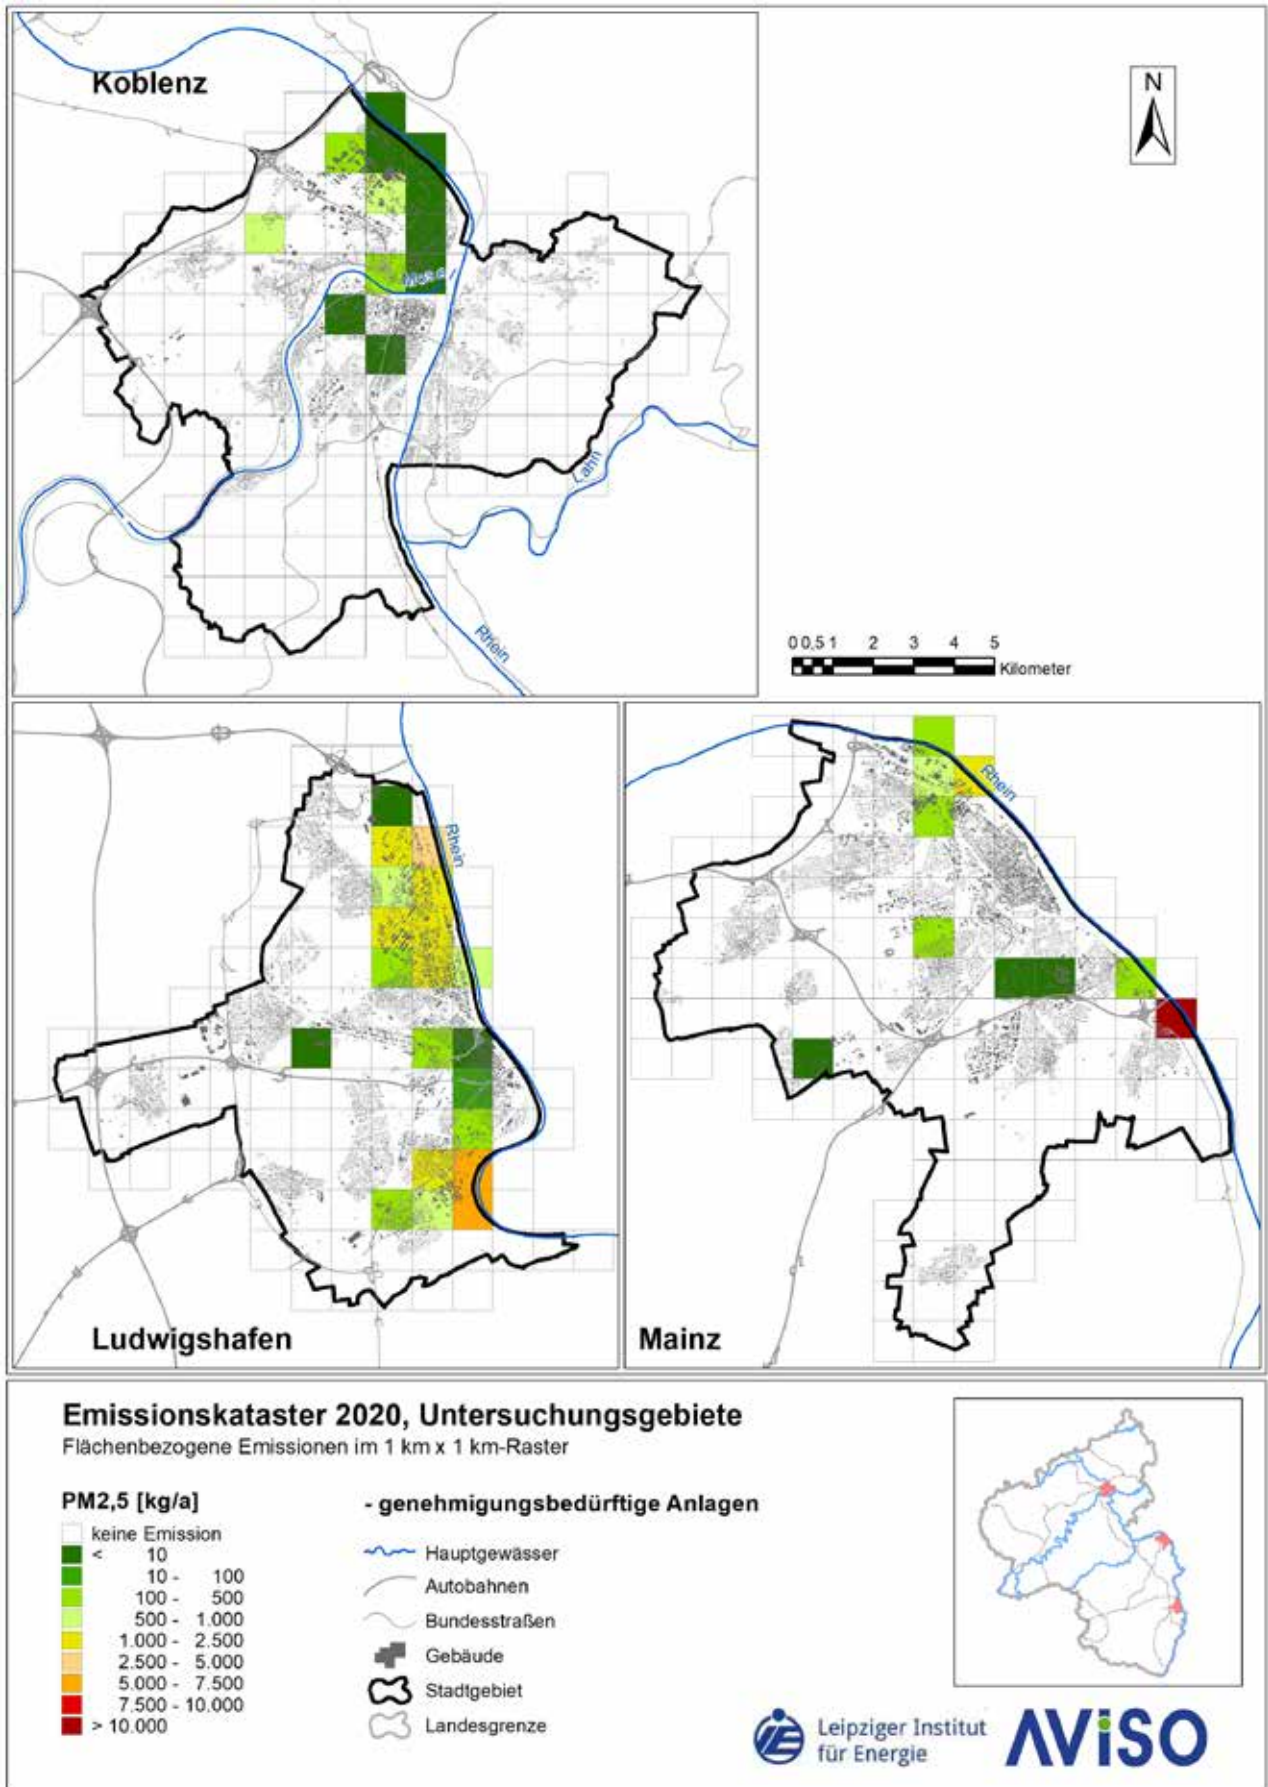 Koblenz
N
Mosel
Lahn
Rhein
0 0,5 1 2 3 4 5
Kilometer
Rhein
Ludwigshafen
Rhein
Mainz
Emissionskataster 2020, Untersuchungsgebiete
Flächenbezogene Emissionen im 1 km x 1 km-Raster
PM2,5 [kg/a]
keine Emission
< 10
10 - 100
100 - 500
500 - 1.000
1.000 - 2.500
2.500 - 5.000
5.000 - 7.500
7.500 - 10.000
> 10.000
- genehmigungsbedürftige Anlagen
Hauptgewässer
Autobahnen
Bundesstraßen
Gebäude
Stadtgebiet
Landesgrenze
Leipziger Institut
für Energie
AVISO